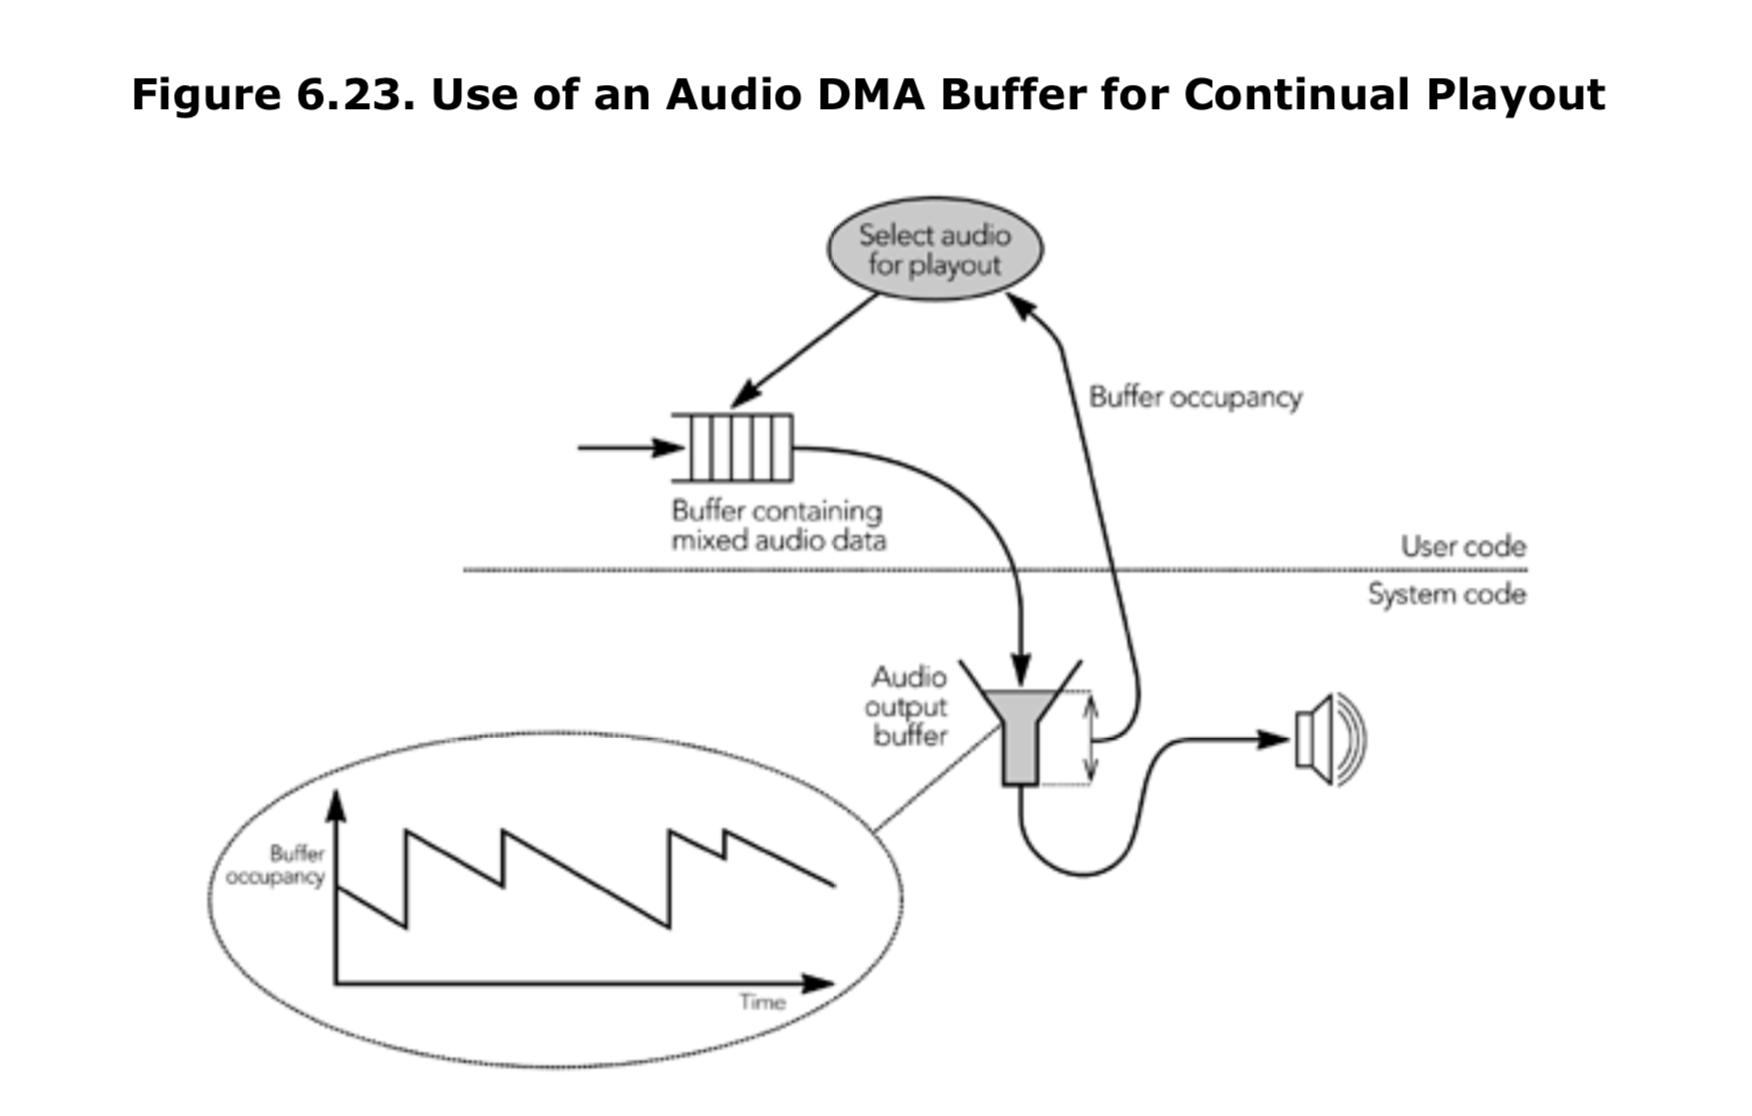 Figure 6.23. Use of an Audio DMA Buffer for Continual Playout
Select audio
for playout
Buffer occupancy
Buffer containing
mixed audio data
User code
System code
Audio
output
buffer
Buffer
occupancy
Time